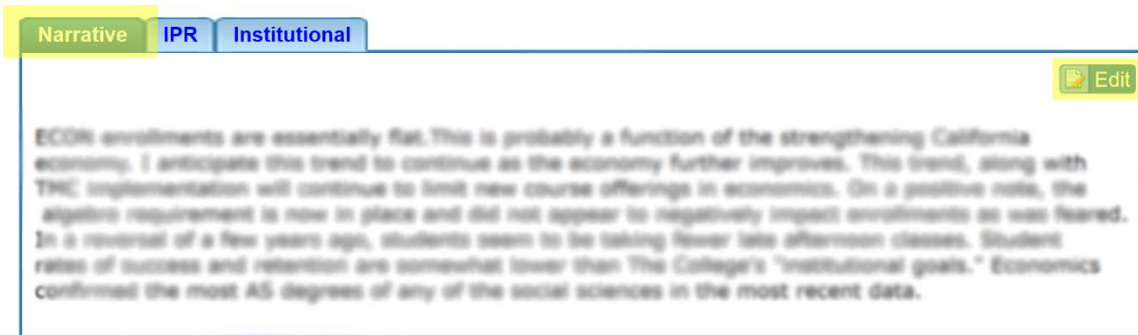 Narrative IPR Institutional
Edit
ECON enrollments are essentially flat.This is probably a function of the strengthening California
economy. I anticipate this trend to continue as the economy further improves. This trend, along with
TMC implementation will continue to limit new course offerings in economics. On a positive note, the
algebra requirement is now in place and did not appear to negatively impact enrollments as was feared.
In a reversal of a few years ago, students seem to be taking fewer late afternoon classes. Student
rates of success and retention are somewhat lower than The College's "institutional goals." Economics
the most AS degrees of any of the social sciences in the most recent data.